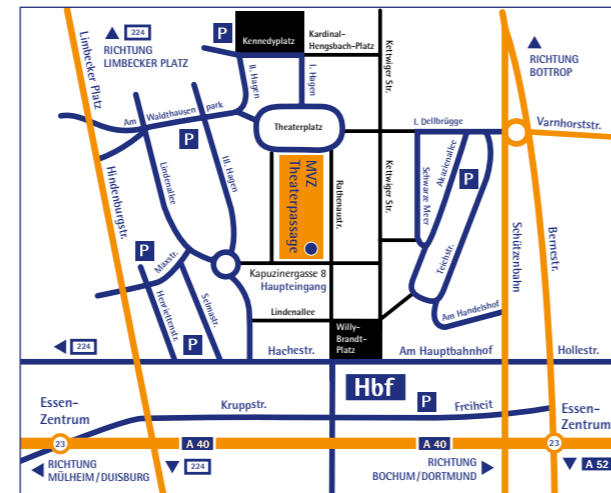 224
RICHTUNG
LIMBECKER PLATZ
Limbecker Platz
P
Kennedyplatz
Kardinal-
Hengsbach-Platz
Kettwiger Str.
RICHTUNG
BOTTROP
II. Hagen
I. Hagen
Am Waldthausen park
P
Theaterplatz
I. Dellbrügge
Varnhorststr.
Hindenburgstr.
Lindenallee
III. Hagen
MVZ
Theaterpassage
Rathenaustr.
Kettwiger Str.
Schwarze Meer
Akazienallee
P
Teichstr.
Schützenbahn
Bernestr.
P
Maxstr.
Kapuzinergasse 8
Haupteingang
Henriettenstr.
Selmastr.
Lindenallee
Am Handelshof
P
Willy-
Brandt-
Platz
224
Hachestr.
Am Hauptbahnhof
Hollestr.
Hbf
P
Essen-
Zentrum
Kruppstr.
Freiheit
Essen-
Zentrum
23
A 40
A 40
23
RICHTUNG
MÜLHEIM/DUISBURG
224
RICHTUNG
BOCHUM/DORTMUND
A 52